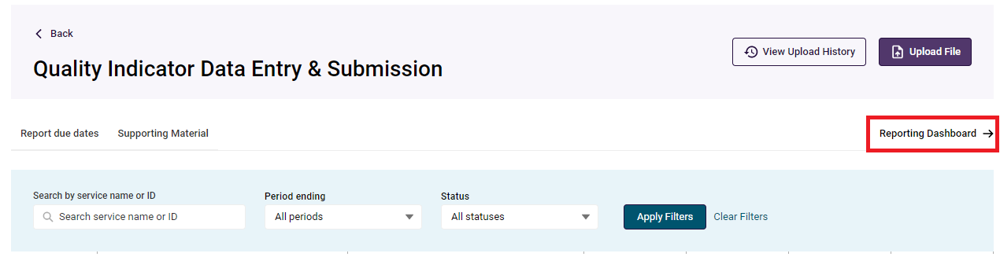 Back
Quality Indicator Data Entry & Submission
View Upload History
Upload File
Report due dates
Supporting Material
Reporting Dashboard
Search by service name or ID
Search service name or ID
Period ending
All periods
Status
All statuses
Apply Filters
Clear Filters